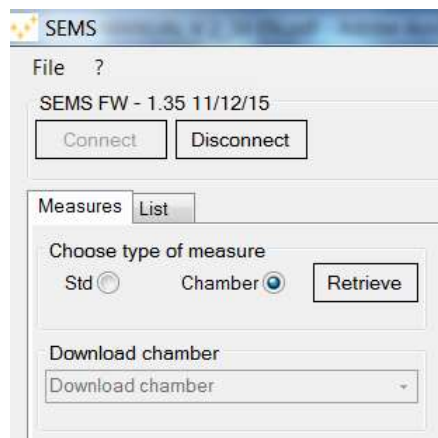 SEMS
File ?
SEMS FW - 1.35 11/12/15
Connect Disconnect
Measures List
Choose type of measure
Std Chamber Retrieve
Download chamber
Download chamber